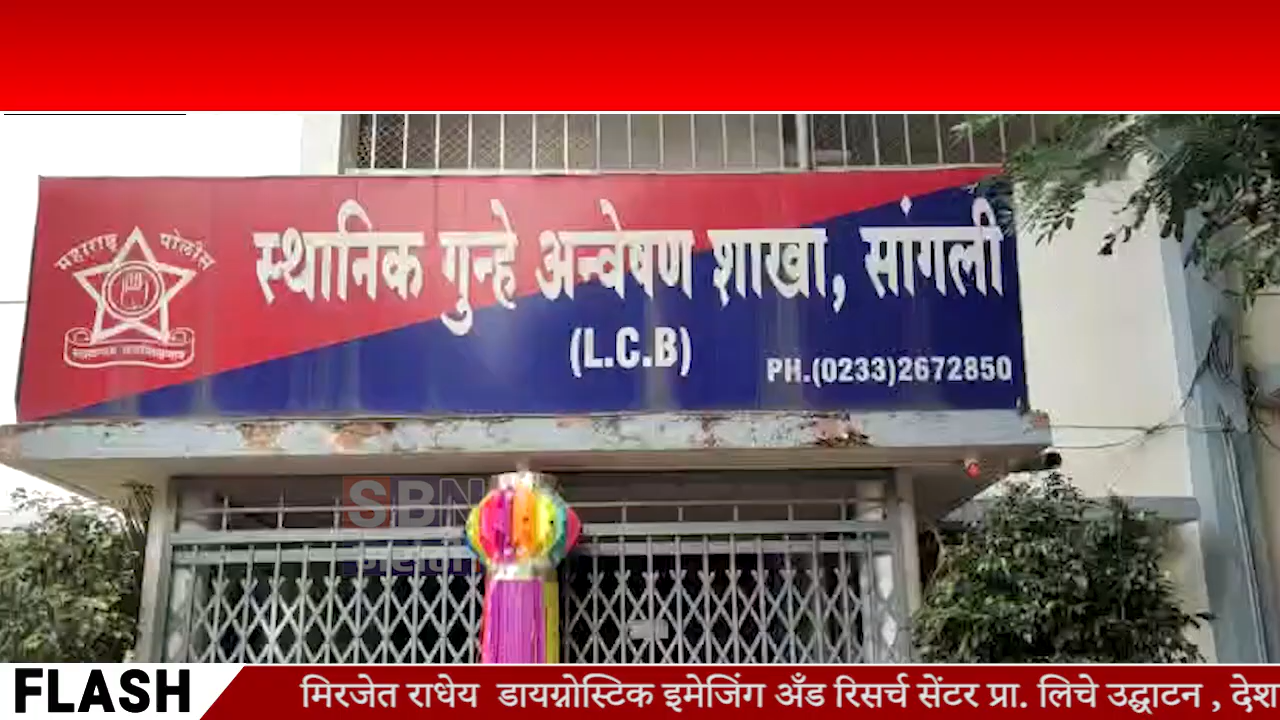 महाराष्ट्र पोलीस
स्थानिक गुन्हे अन्वेषण शाखा, सांगली
(L.C.B)
PH.(0233)2672850
SBN
FLASH
मिरजेत राधेय डायग्नोस्टिक इमेजिंग अँड रिसर्च सेंटर प्रा. लिचे उद्घाटन , देश